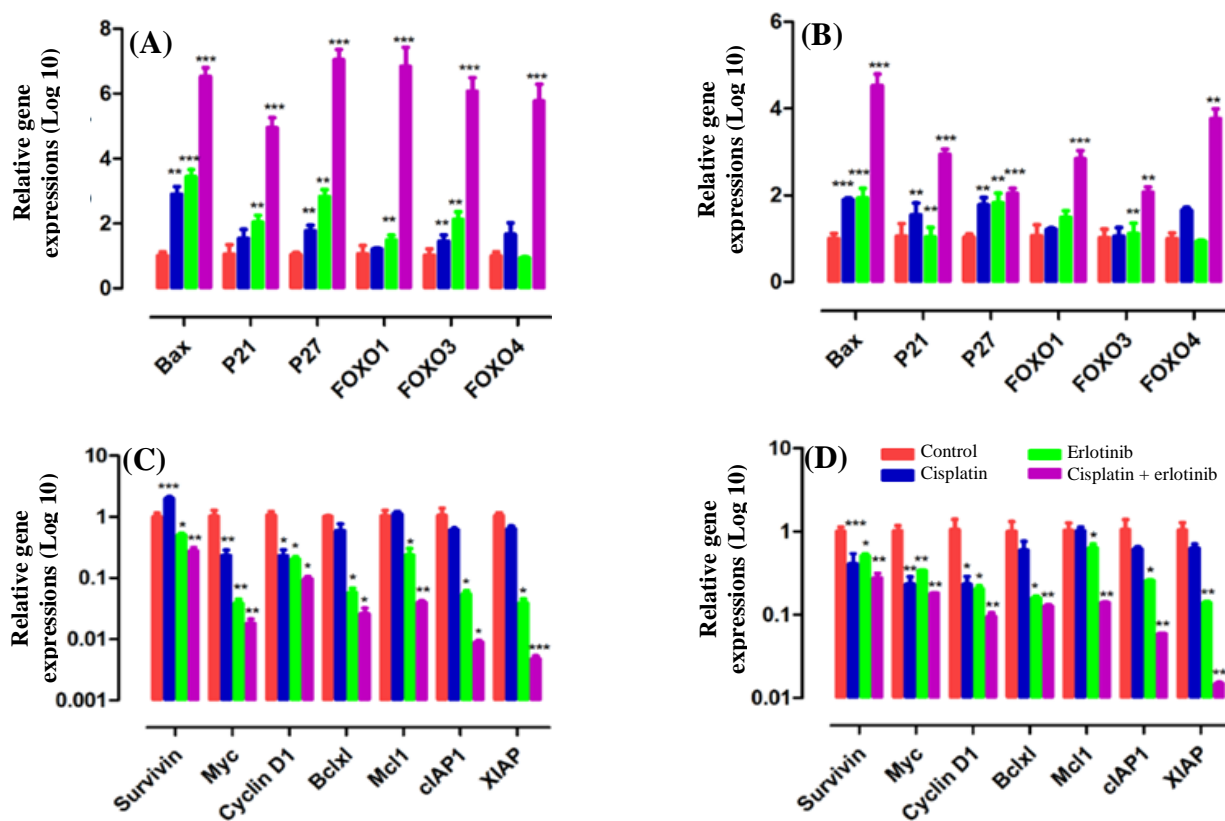 (A)
Relative gene
expressions (Log 10)
8
6
4
2
0
** *** ***
** ***
** ** ***
** ***
** ** ***
***
Bax
P21
P27
FOXO1
FOXO3
FOXO4
(B)
Relative gene
expressions (Log 10)
6
4
2
0
*** *** ***
** ** ***
** ** ***
***
** **
**
Bax
P21
P27
FOXO1
FOXO3
FOXO4
(C)
Relative gene
expressions (Log 10)
10
1
0.1
0.01
0.001
*** * **
** ** **
* * *
* *
* **
* *
* ***
Survivin
Myc
Cyclin D1
Bclxl
Mcl1
cIAP1
XIAP
(D)
Control
Erlotinib
Cisplatin
Cisplatin + erlotinib
Relative gene
expressions (Log 10)
10
1
0.1
0.01
*** * **
** ** **
* * **
* **
* **
* **
** **
Survivin
Myc
Cyclin D1
Bclxl
Mcl1
cIAP1
XIAP